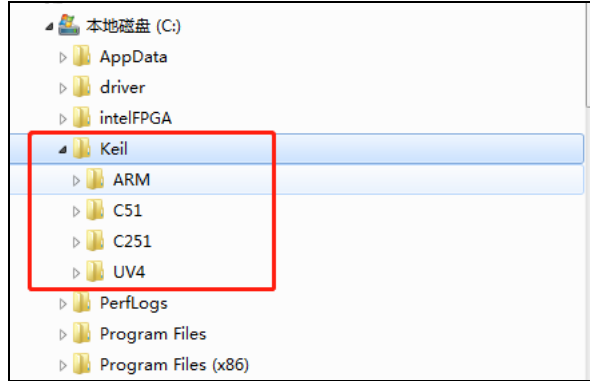 本地磁盘 (C:)
AppData
driver
intelFPGA
Keil
ARM
C51
C251
UV4
PerfLogs
Program Files
Program Files (x86)